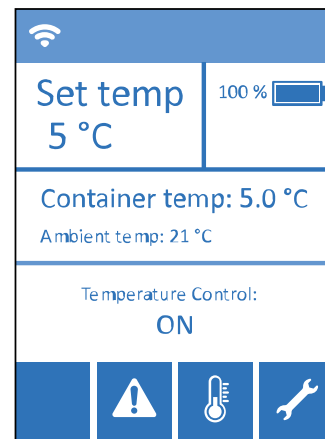 Set temp
5 °C
100 %
Container temp: 5.0 °C
Ambient temp: 21 °C
Temperature Control:
ON